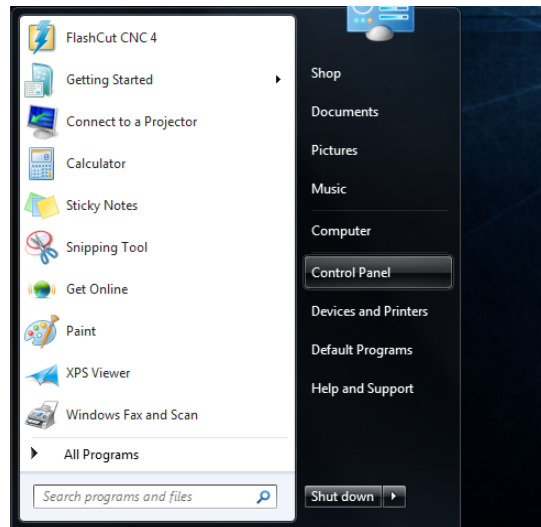 FlashCut CNC 4
Getting Started
Connect to a Projector
Calculator
Sticky Notes
Snipping Tool
Get Online
Paint
XPS Viewer
Windows Fax and Scan
All Programs
Search programs and files
Shop
Documents
Pictures
Music
Computer
Control Panel
Devices and Printers
Default Programs
Help and Support
Shut down